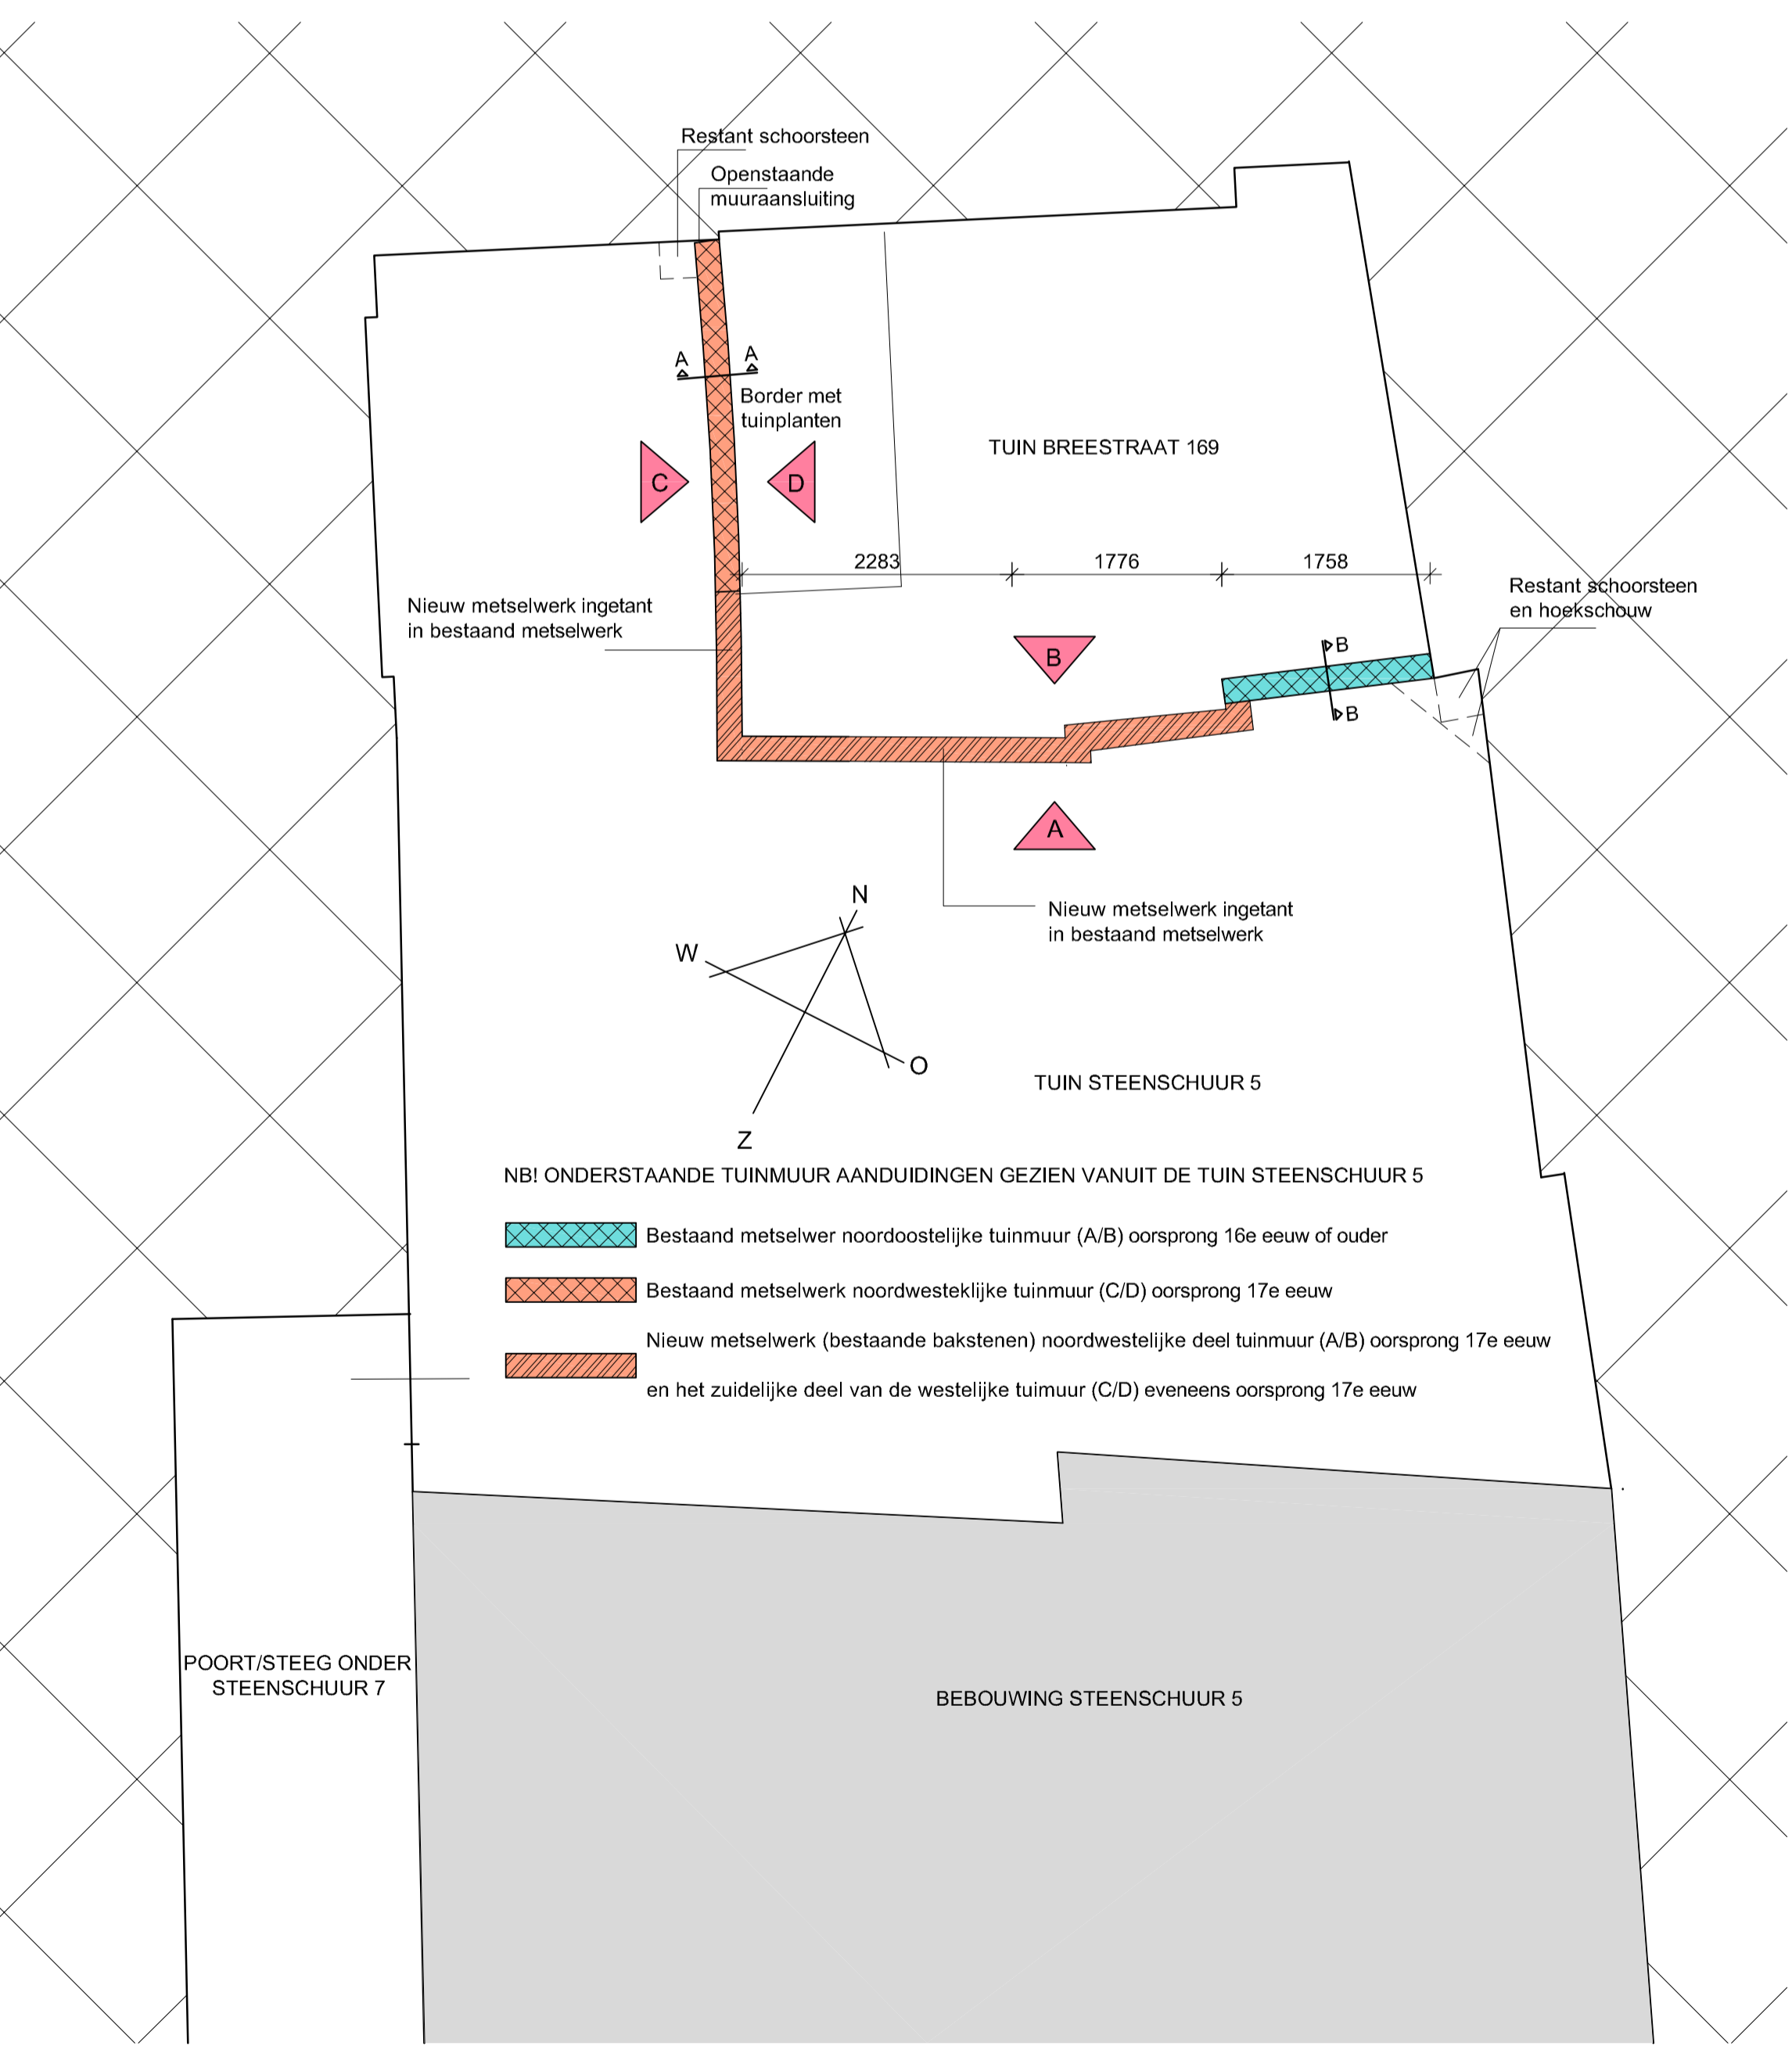 Restant schoorsteen
Openstaande
muuraansluiting
A
A
Border met
tuinplanten
TUIN BREESTRAAT 169
C
D
2283
1776
1758
Restant schoorsteen
en hoekschouw
Nieuw metselwerk ingetant
in bestaand metselwerk
B
B
B
A
N
Nieuw metselwerk ingetant
in bestaand metselwerk
W
O
TUIN STEENSCHUUR 5
Z
NB! ONDERSTAANDE TUINMUUR AANDUIDINGEN GEZIEN VANUIT DE TUIN STEENSCHUUR 5
Bestaand metselwer noordoostelijke tuinmuur (A/B) oorsprong 16e eeuw of ouder
Bestaand metselwerk noordwesteklijke tuinmuur (C/D) oorsprong 17e eeuw
Nieuw metselwerk (bestaande bakstenen) noordwestelijke deel tuinmuur (A/B) oorsprong 17e eeuw
en het zuidelijke deel van de westelijke tuimuur (C/D) eveneens oorsprong 17e eeuw
POORT/STEEG ONDER
STEENSCHUUR 7
BEBOUWING STEENSCHUUR 5